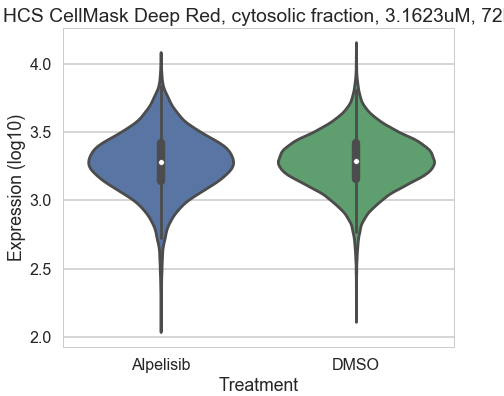 HCS CellMask Deep Red, cytosolic fraction, 3.1623uM, 72
Expression (log10)
4.0
3.5
3.0
2.5
2.0
Alpelisib DMSO
Treatment